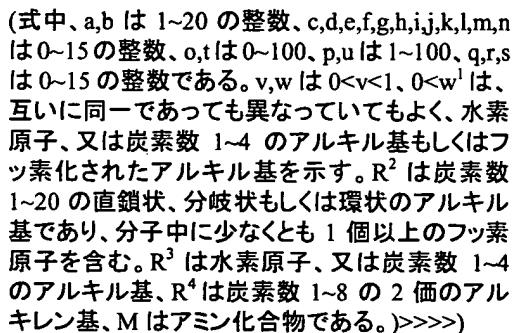 (式中、a,b は 1~20 の整数、c,d,e,f,g,h,i,j,k,l,m,n
は 0~15 の整数、o,t は 0~100、p,u は 1~100、q,r,s
は 0~15 の整数である。v,w は 0<v<1、0<w¹ は、
互いに同一であっても異なっていてもよく、水素
原子、又は炭素数 1~4 のアルキル基もしくはフ
ッ素化されたアルキル基を示す。R² は炭素数
1~20 の直鎖状、分岐状もしくは環状のアルキル
基であり、分子中に少なくとも 1 個以上のフッ素
原子を含む。R³ は水素原子、又は炭素数 1~4
のアルキル基、R⁴ は炭素数 1~8 の 2 価のアル
キレン基、M はアミン化合物である。)>>>>)